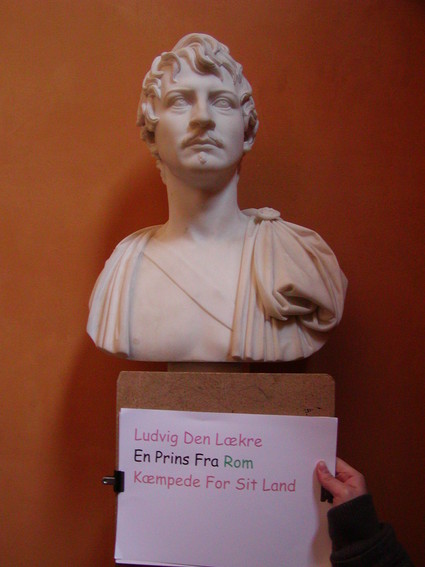 Ludvig Den Lækre
En Prins Fra Rom
Kæmpede For Sit Land